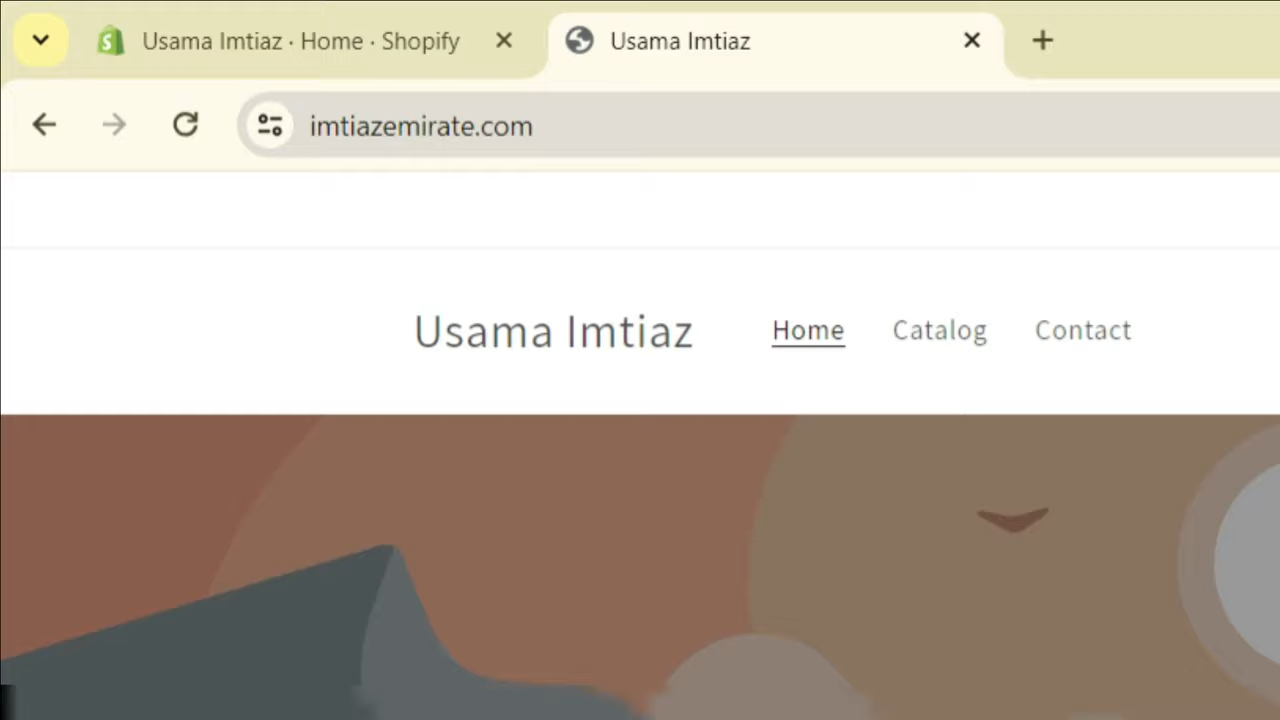 Usama Imtiaz · Home · Shopify
Usama Imtiaz
imtiazemirate.com
Usama Imtiaz
Home
Catalog
Contact